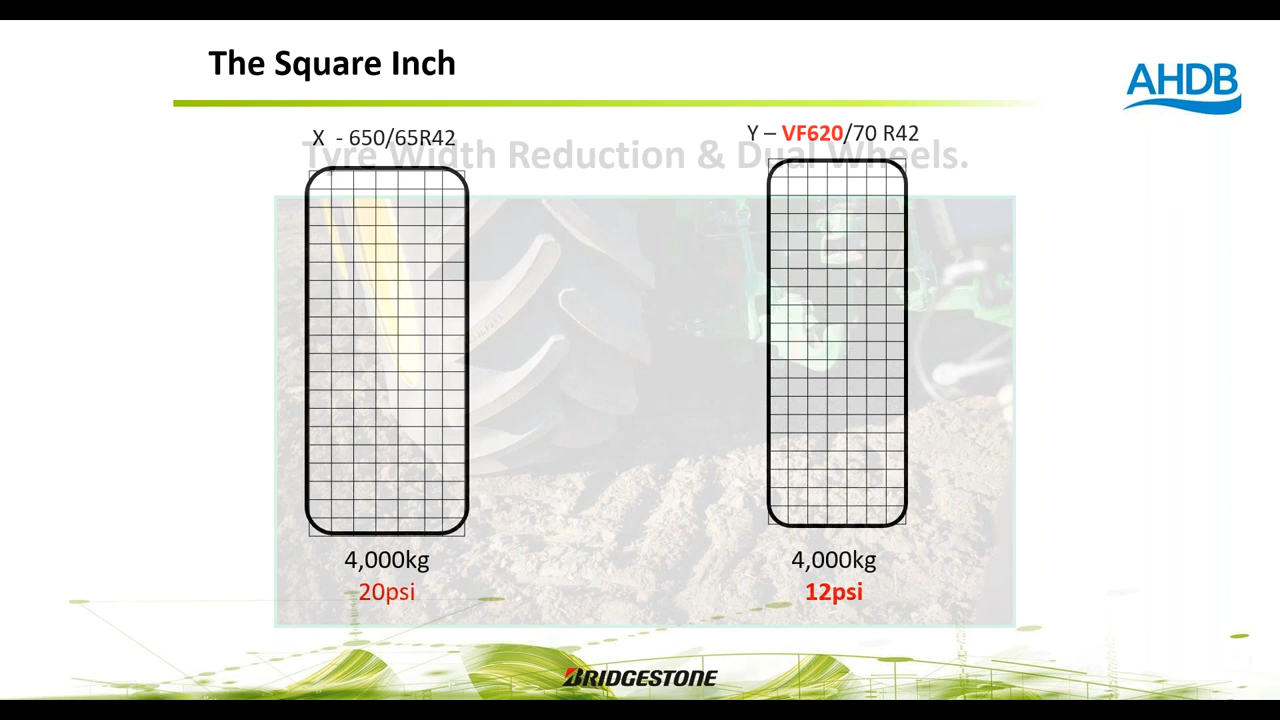 The Square Inch
AHDB
X - 650/65R42
Y – VF620/70 R42
Tyre Width Reduction & Dual Wheels.
4,000kg
20psi
4,000kg
12psi
BRIDGESTONE